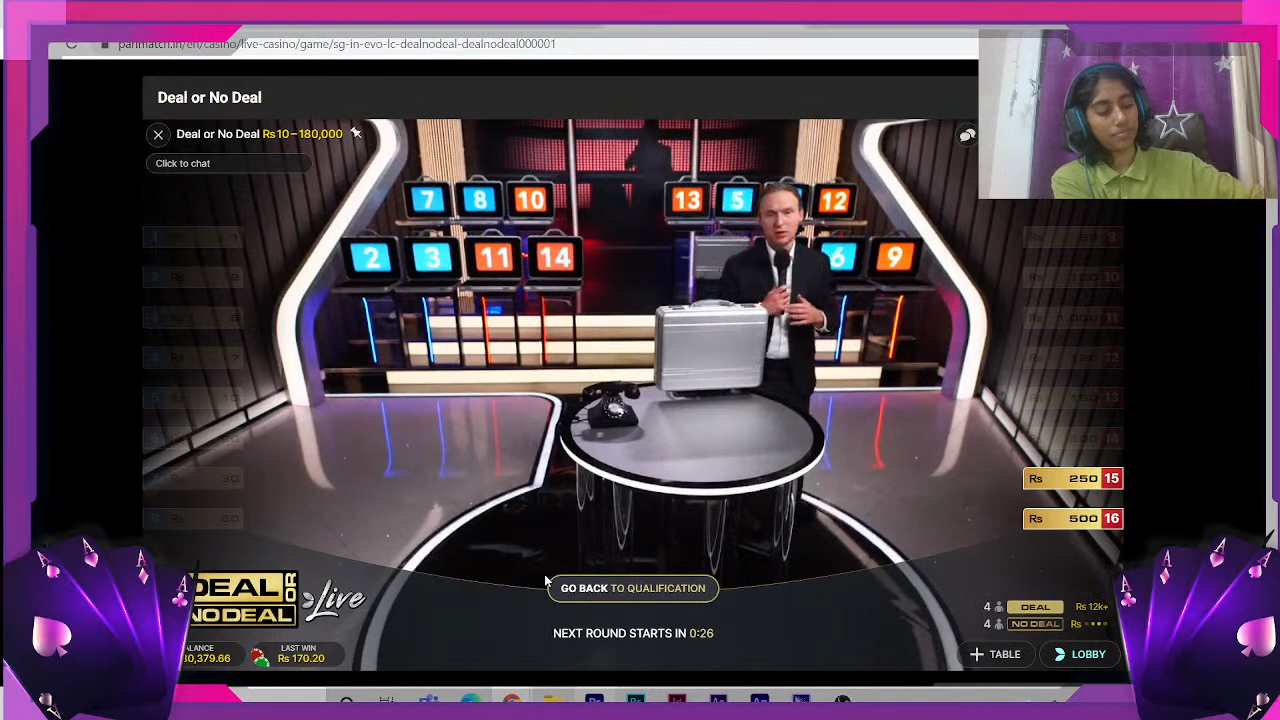 parimatch.in/en/casino/live-casino/game/sg-in-evo-lc-dealnodeal-dealnodeal000001
Deal or No Deal
Deal or No Deal Rs10–180,000
Click to chat
7 8 10 13 5 12
2 3 11 14 6 9
Rs 250 15
Rs 500 16
GO BACK TO QUALIFICATION
NEXT ROUND STARTS IN 0:26
DEAL OR NO DEAL Live
4 DEAL Rs 12k+
4 NO DEAL Rs
LAST WIN
Rs 170.20
TABLE
LOBBY